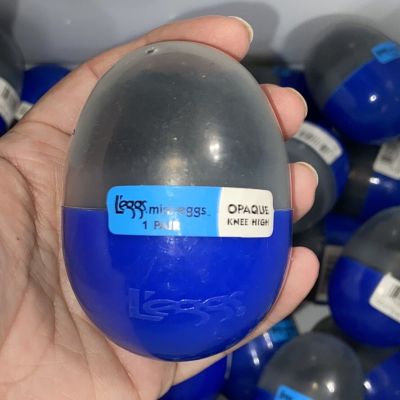 L'eggs mini-eggs
1 PAIR
OPAQUE
KNEE HIGH
L'eggs